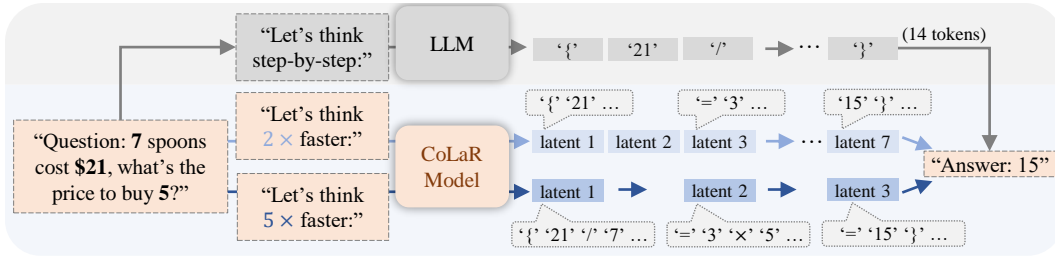 “Let’s think
step-by-step:”
LLM
‘{’ ‘21’ ‘/’ ⋯ ‘}’
(14 tokens)
“Question: 7 spoons
cost $21, what’s the
price to buy 5?”
“Let’s think
2 × faster:”
“Let’s think
5 × faster:”
CoLaR
Model
‘{’ ‘21’ …
‘=’ ‘3’ …
‘15’ ‘}’ …
latent 1 latent 2 latent 3 ⋯ latent 7
latent 1 latent 2 latent 3
‘{’ ‘21’ ‘/’ ‘7’ …
‘=’ ‘3’ ‘×’ ‘5’ …
‘=’ ‘15’ ‘}’ …
“Answer: 15”